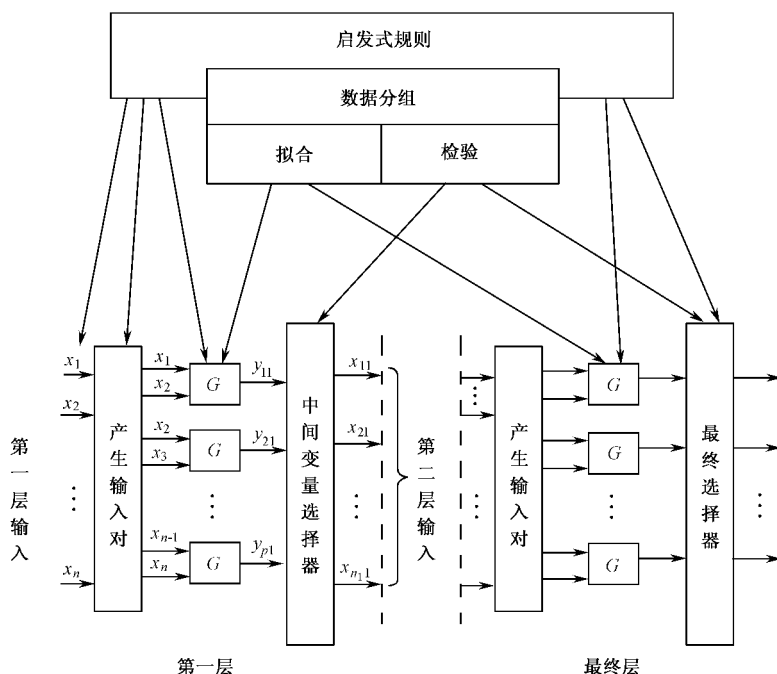 启发式规则
数据分组
拟合
检验
第一层输入
x₁
x₂
⋮
xₙ
产生输入对
x₁
x₂
x₂
x₃
⋮
xₙ₋₁
xₙ
G
G
⋮
G
y₁₁
y₂₁
yₚ₁
中间变量选择器
x₁₁
x₂₁
⋮
xₙ₁1
第二层输入
⋮
⋮
产生输入对
G
G
⋮
G
最终选择器
⋮
第一层
最终层